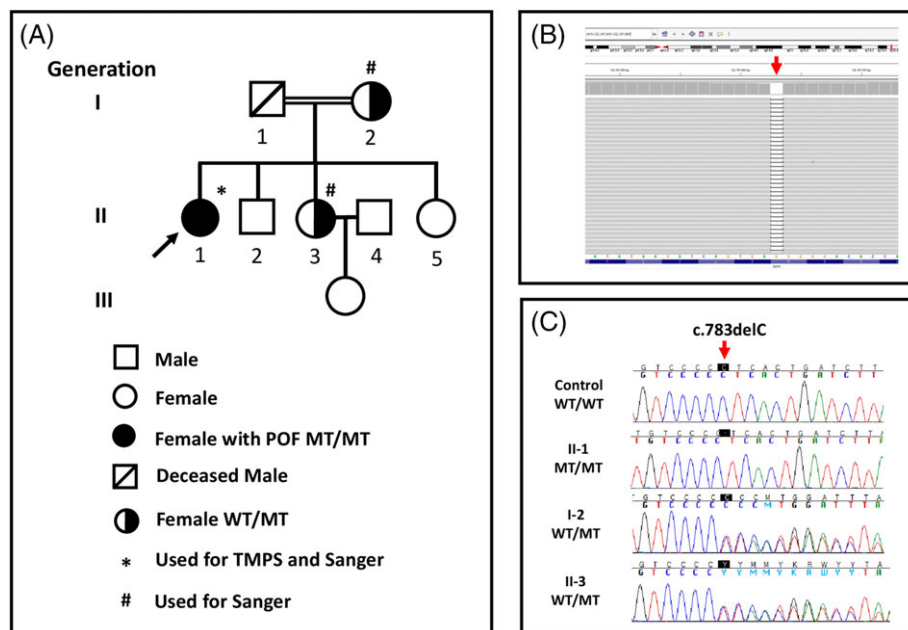 (A)
Generation
I
#
1
2
II
*
#
1
2
3
4
5
III
Male
Female
Female with POF MT/MT
Deceased Male
Female WT/MT
* Used for TMPS and Sanger
# Used for Sanger
(B)
(C)
c.783delC
Control
WT/WT
G T C C C C C T C A C T G A T C T T
G T C C C C C T C A C T G A T C T T
II-1
MT/MT
T G T C C C C T C A C T G A T C T T A
T G T C C C C T C A C T G A T C T T A
I-2
WT/MT
G T C C C C C C C M T G G A T T T A
G T C C C C C C C M T G G A T T T A
II-3
WT/MT
G T C C C C Y Y M M Y K R W Y Y T A
G T C C C C Y Y M M Y K R W Y Y T A